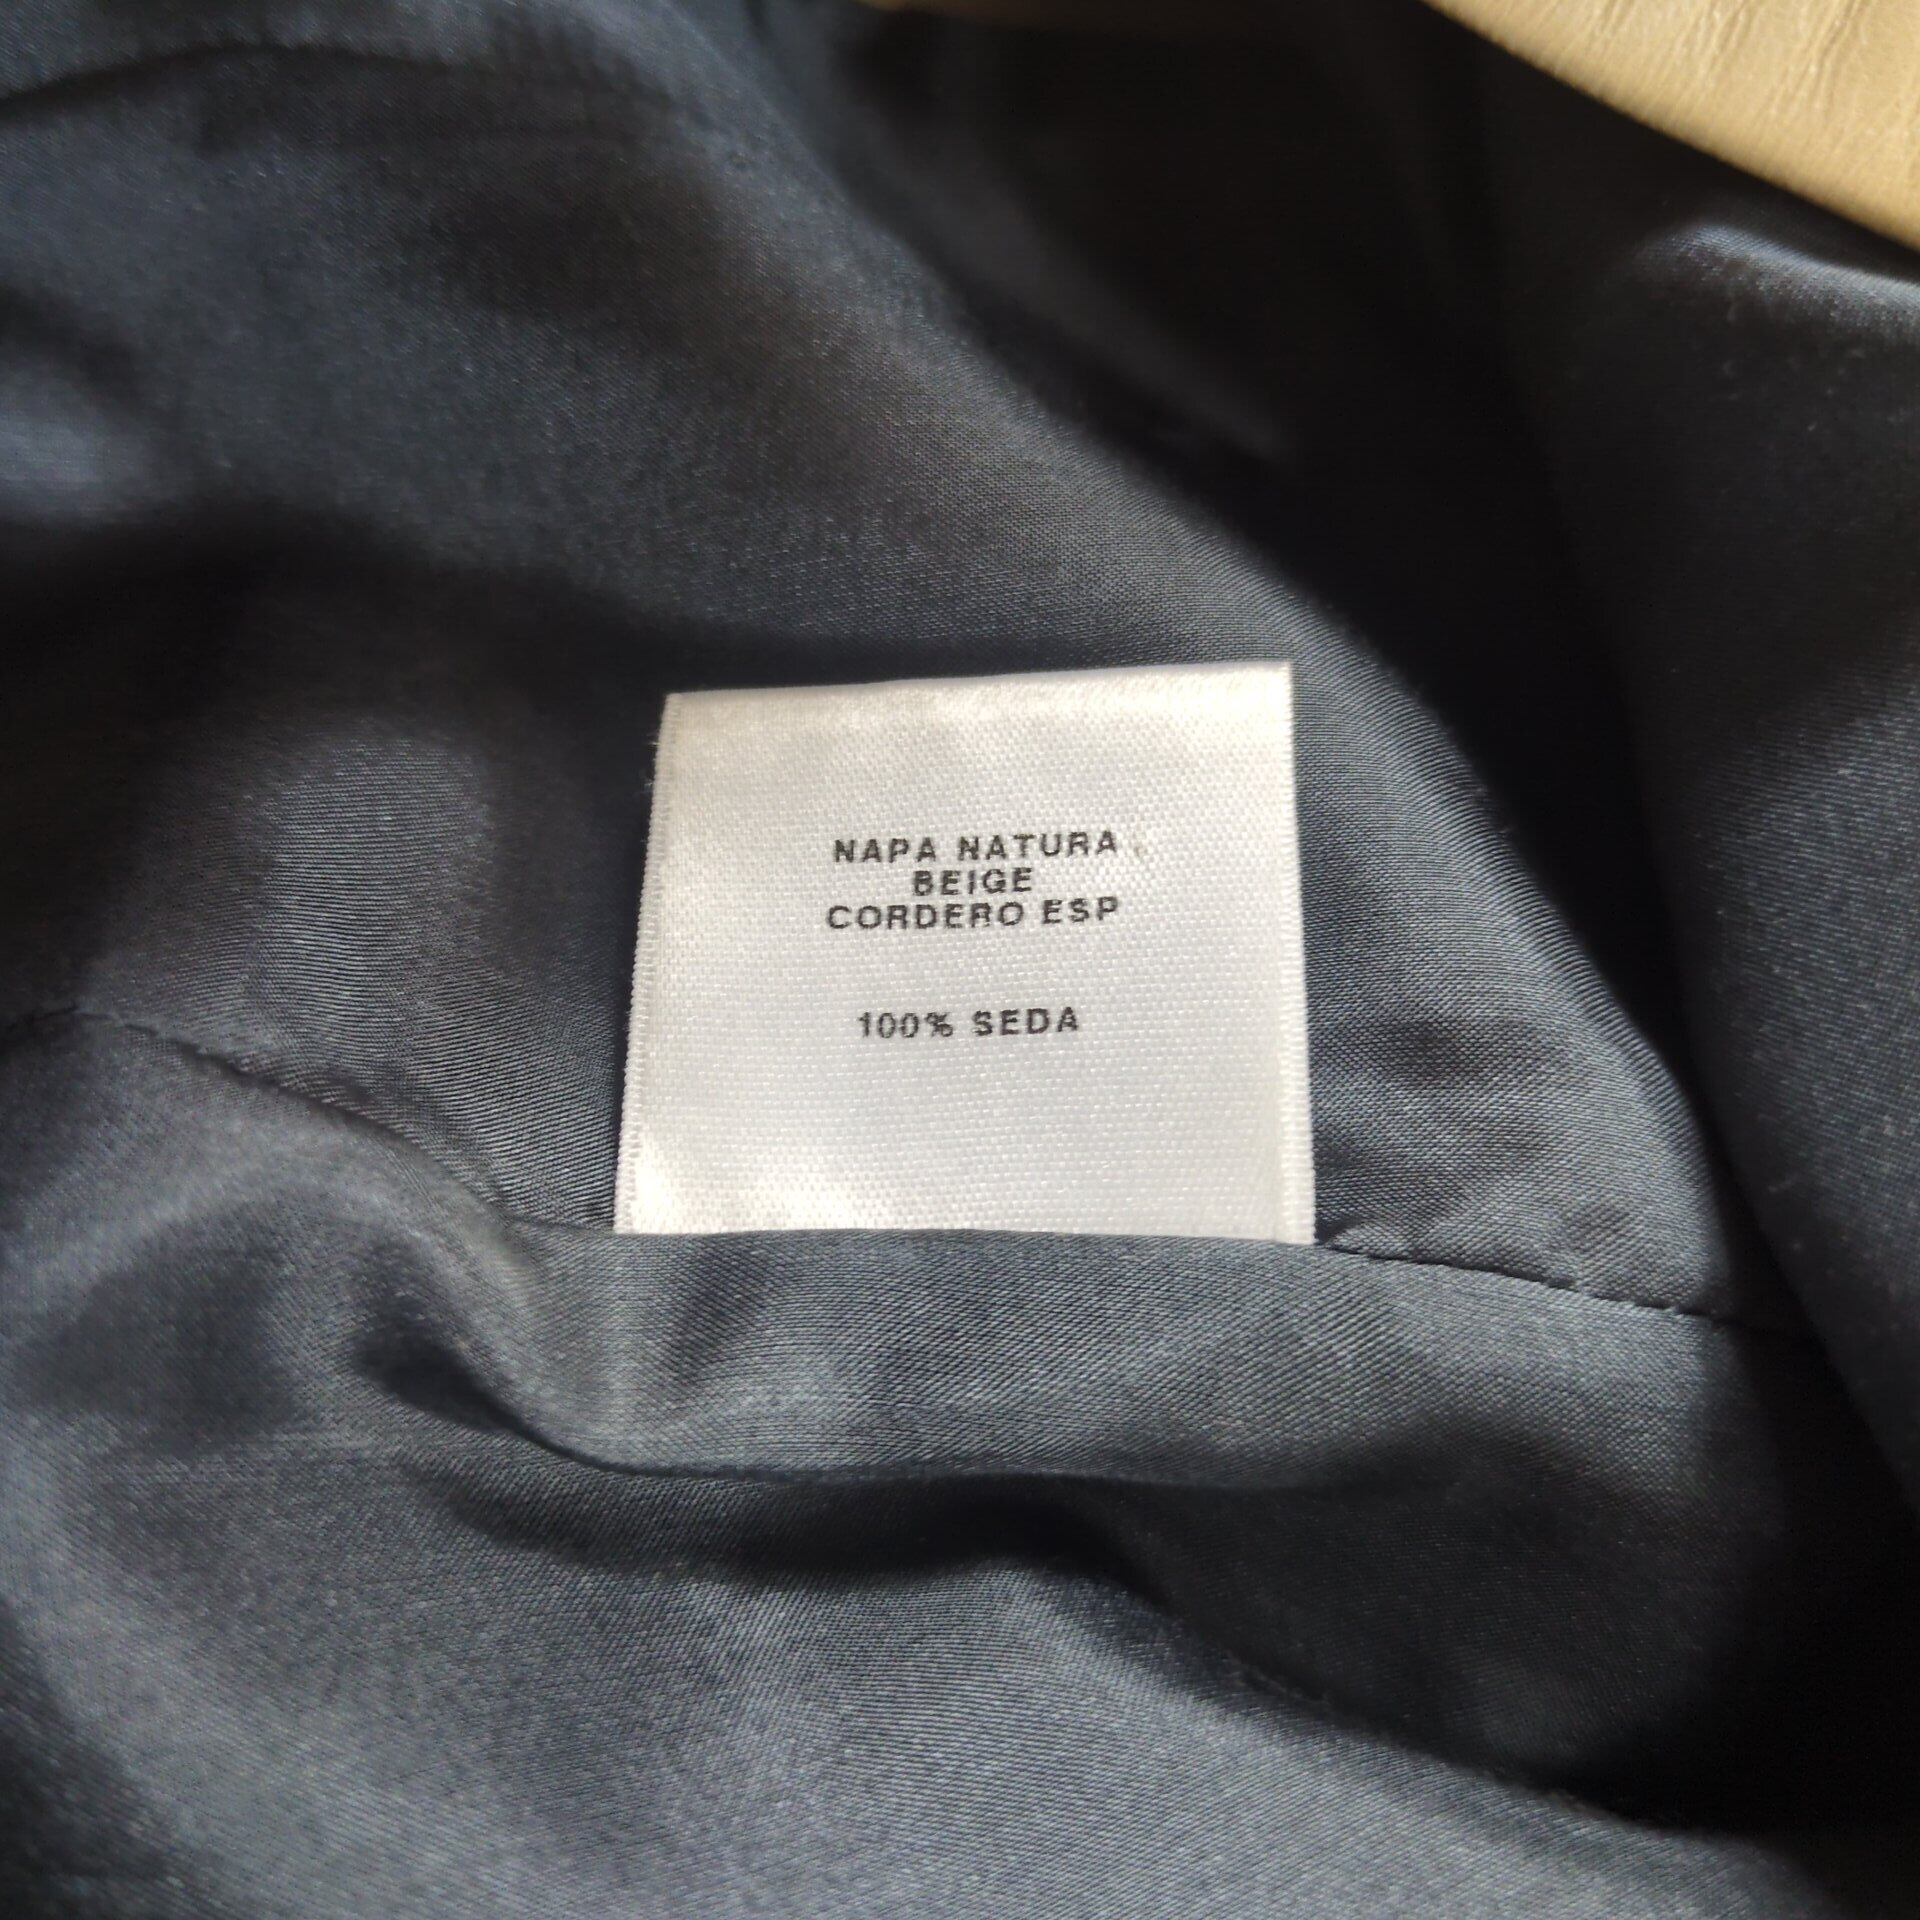 NAPA NATURA
BEIGE
CORDERO ESP
100% SEDA